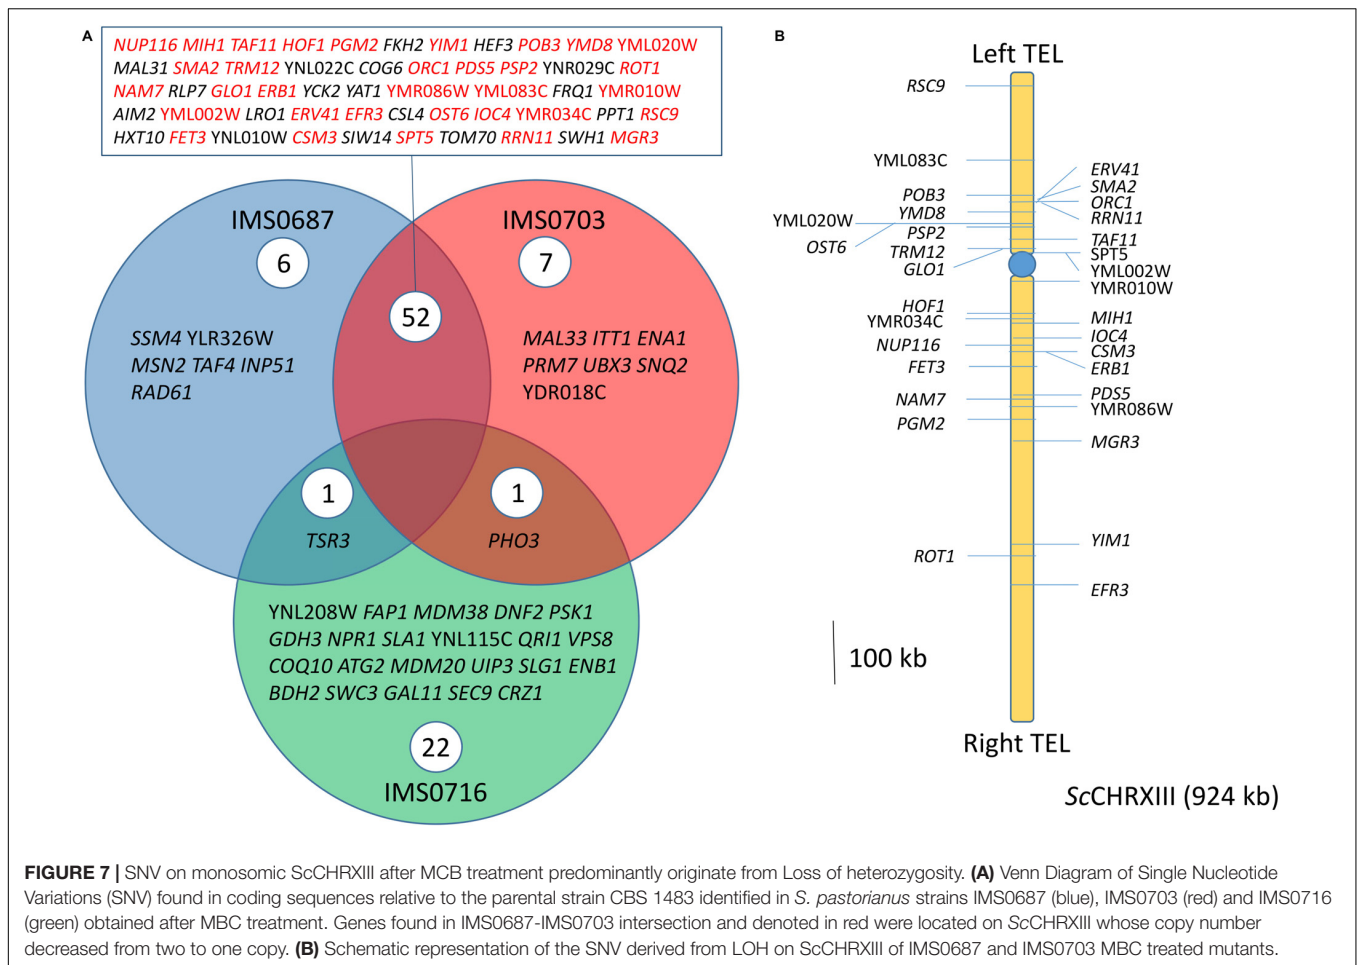 A
NUP116 MIH1 TAF11 HOF1 PGM2 FKH2 YIM1 HEF3 POB3 YMD8 YML020W
MAL31 SMA2 TRM12 YNL022C COG6 ORC1 PDS5 PSP2 YNR029C ROT1
NAM7 RLP7 GLO1 ERB1 YCK2 YAT1 YMR086W YML083C FRQ1 YMR010W
AIM2 YML002W LRO1 ERV41 EFR3 CSL4 OST6 IOC4 YMR034C PPT1 RSC9
HXT10 FET3 YNL010W CSM3 SIW14 SPT5 TOM70 RRN11 SWH1 MGR3
IMS0687
6
SSM4 YLR326W
MSN2 TAF4 INP51
RAD61
52
IMS0703
7
MAL33 ITT1 ENA1
PRM7 UBX3 SNQ2
YDR018C
1
TSR3
1
PHO3
YNL208W FAP1 MDM38 DNF2 PSK1
GDH3 NPR1 SLA1 YNL115C QRI1 VPS8
COQ10 ATG2 MDM20 UIP3 SLG1 ENB1
BDH2 SWC3 GAL11 SEC9 CRZ1
22
IMS0716
B
Left TEL
RSC9
YML083C
POB3
YMD8
YML020W
PSP2
OST6
TRM12
GLO1
HOF1
YMR034C
NUP116
FET3
NAM7
PGM2
ROT1
ERV41
SMA2
ORC1
RRN11
TAF11
SPT5
YML002W
YMR010W
MIH1
IOC4
CSM3
ERB1
PDS5
YMR086W
MGR3
YIM1
EFR3
100 kb
Right TEL
ScCHRXIII (924 kb)
FIGURE 7 | SNV on monosomic ScCHRXIII after MCB treatment predominantly originate from Loss of heterozygosity. (A) Venn Diagram of Single Nucleotide
Variations (SNV) found in coding sequences relative to the parental strain CBS 1483 identified in S. pastorianus strains IMS0687 (blue), IMS0703 (red) and IMS0716
(green) obtained after MBC treatment. Genes found in IMS0687-IMS0703 intersection and denoted in red were located on ScCHRXIII whose copy number
decreased from two to one copy. (B) Schematic representation of the SNV derived from LOH on ScCHRXIII of IMS0687 and IMS0703 MBC treated mutants.